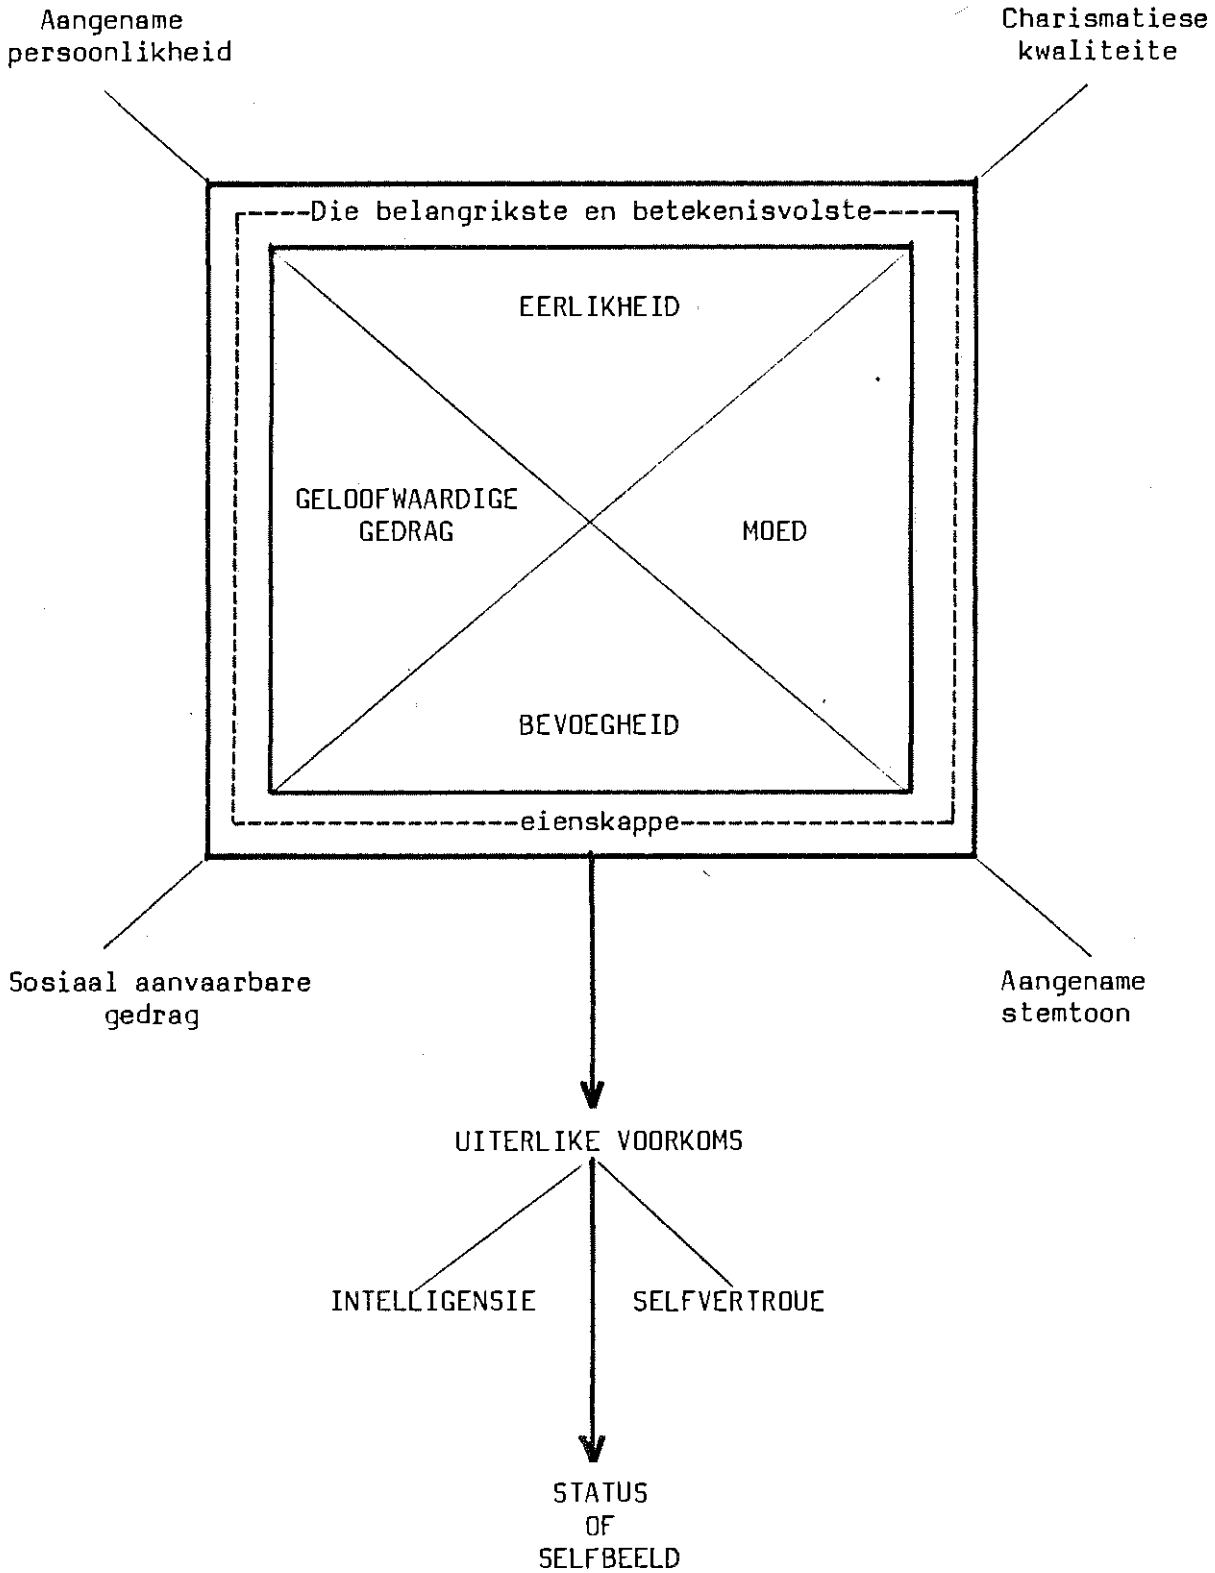 Aangename
persoonlikheid
Charismatiese
kwaliteite
Die belangrikste en betekenisvolste
EERLIKHEID
GELOOFWAARDIGE
GEDRAG
MOED
BEVOEGHEID
eienskappe
Sosiaal aanvaarbare
gedrag
Aangename
stemtoon
UITERLIKE VOORKOMS
INTELLIGENSIE
SELFVERTROUE
STATUS
OF
SELFBEELD